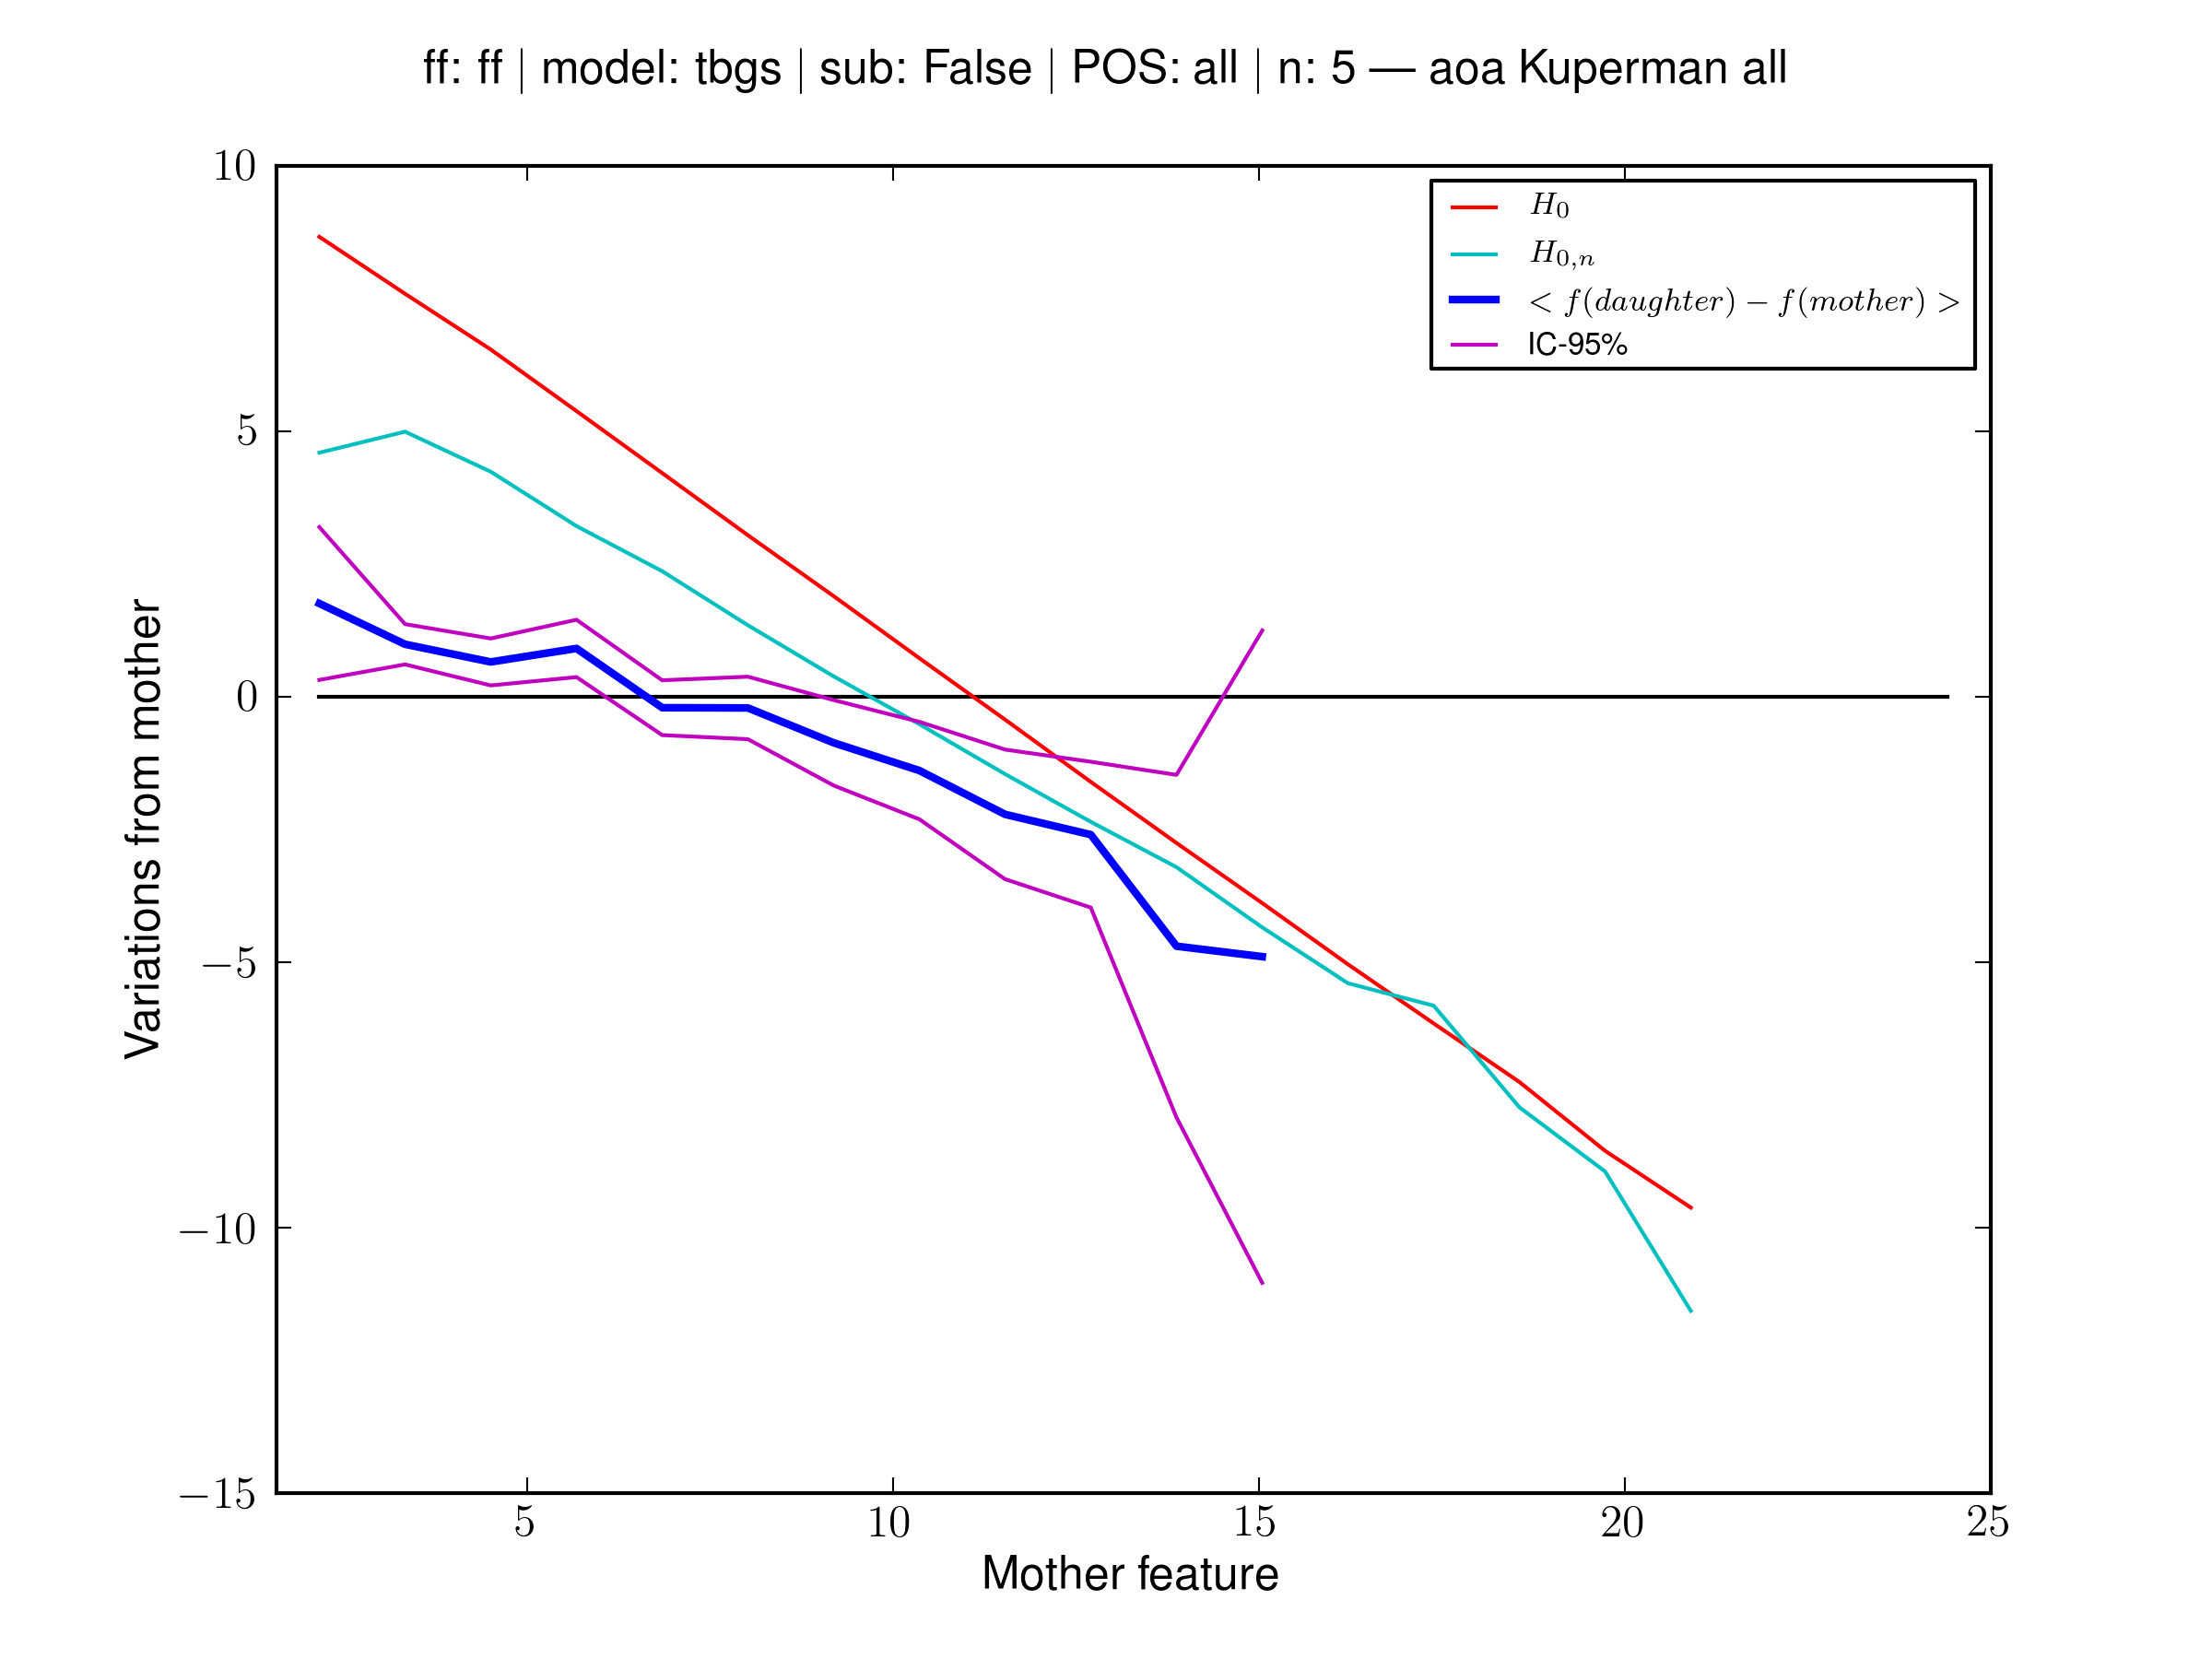 ff: ff | model: tbgs | sub: False | POS: all | n: 5 — aoa Kuperman all
10
5
0
−5
−10
−15
Variations from mother
H₀
H₀,ₙ
< f(daughter) − f(mother) >
IC-95%
5
10
15
20
25
Mother feature